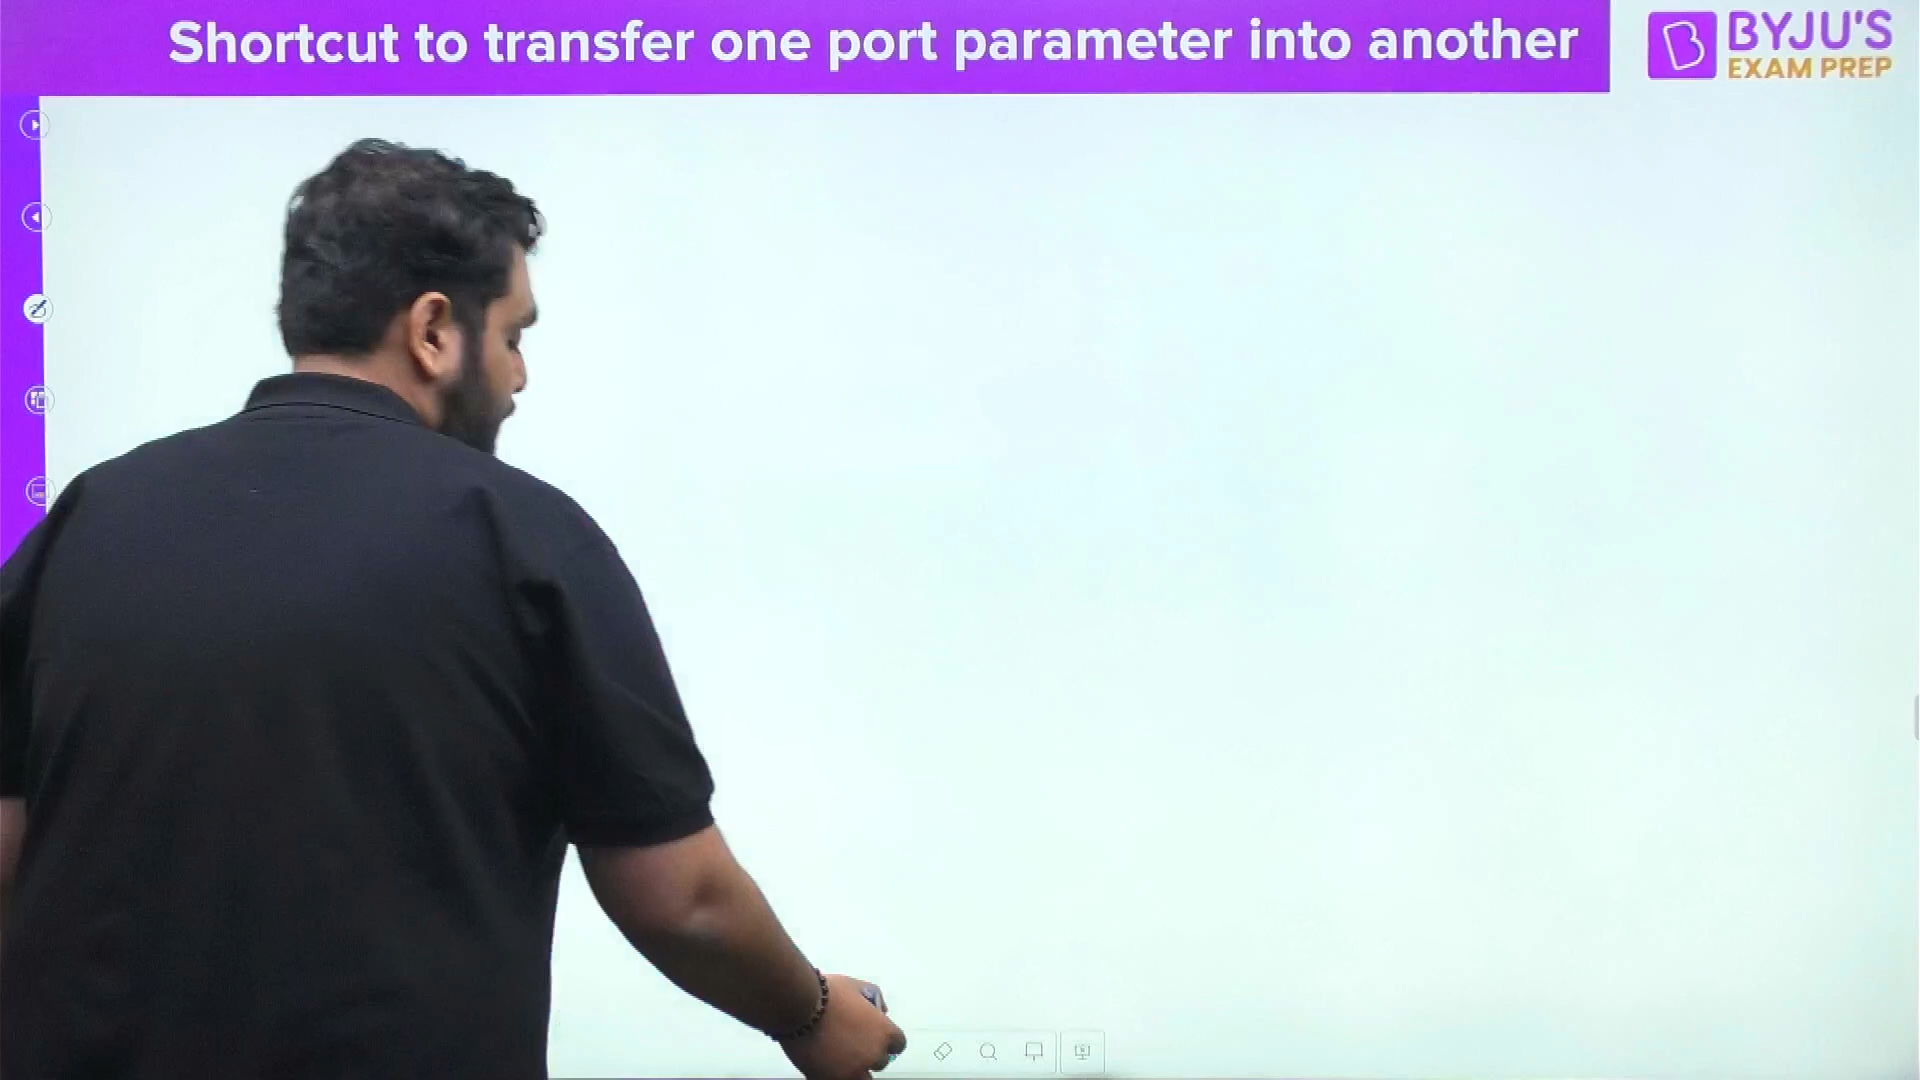 Shortcut to transfer one port parameter into another
BYJU'S
EXAM PREP